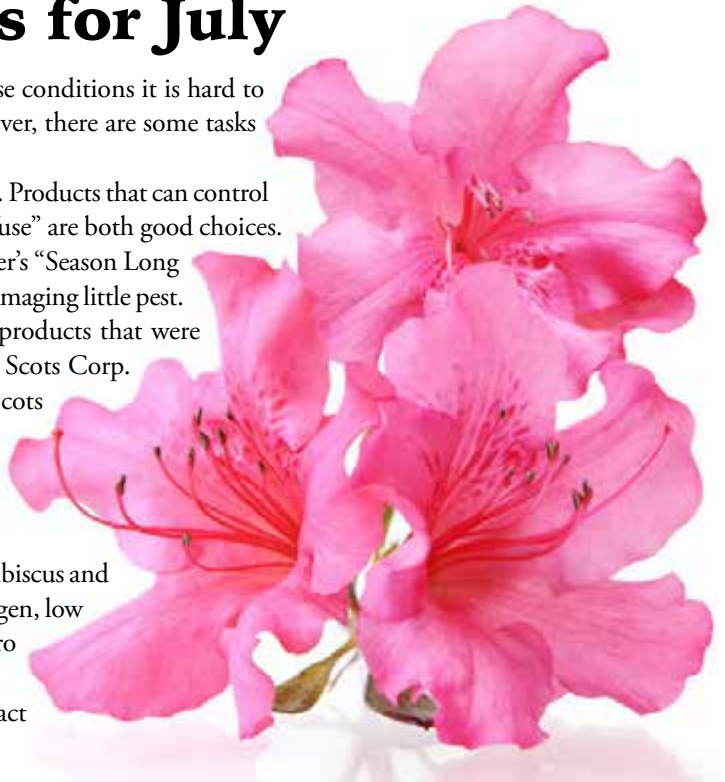 s for July
se conditions it is hard to
ver, there are some tasks
. Products that can control
use” are both good choices.
er’s “Season Long
maging little pest.
products that were
Scots Corp.
cots
biscus and
gen, low
ro
act